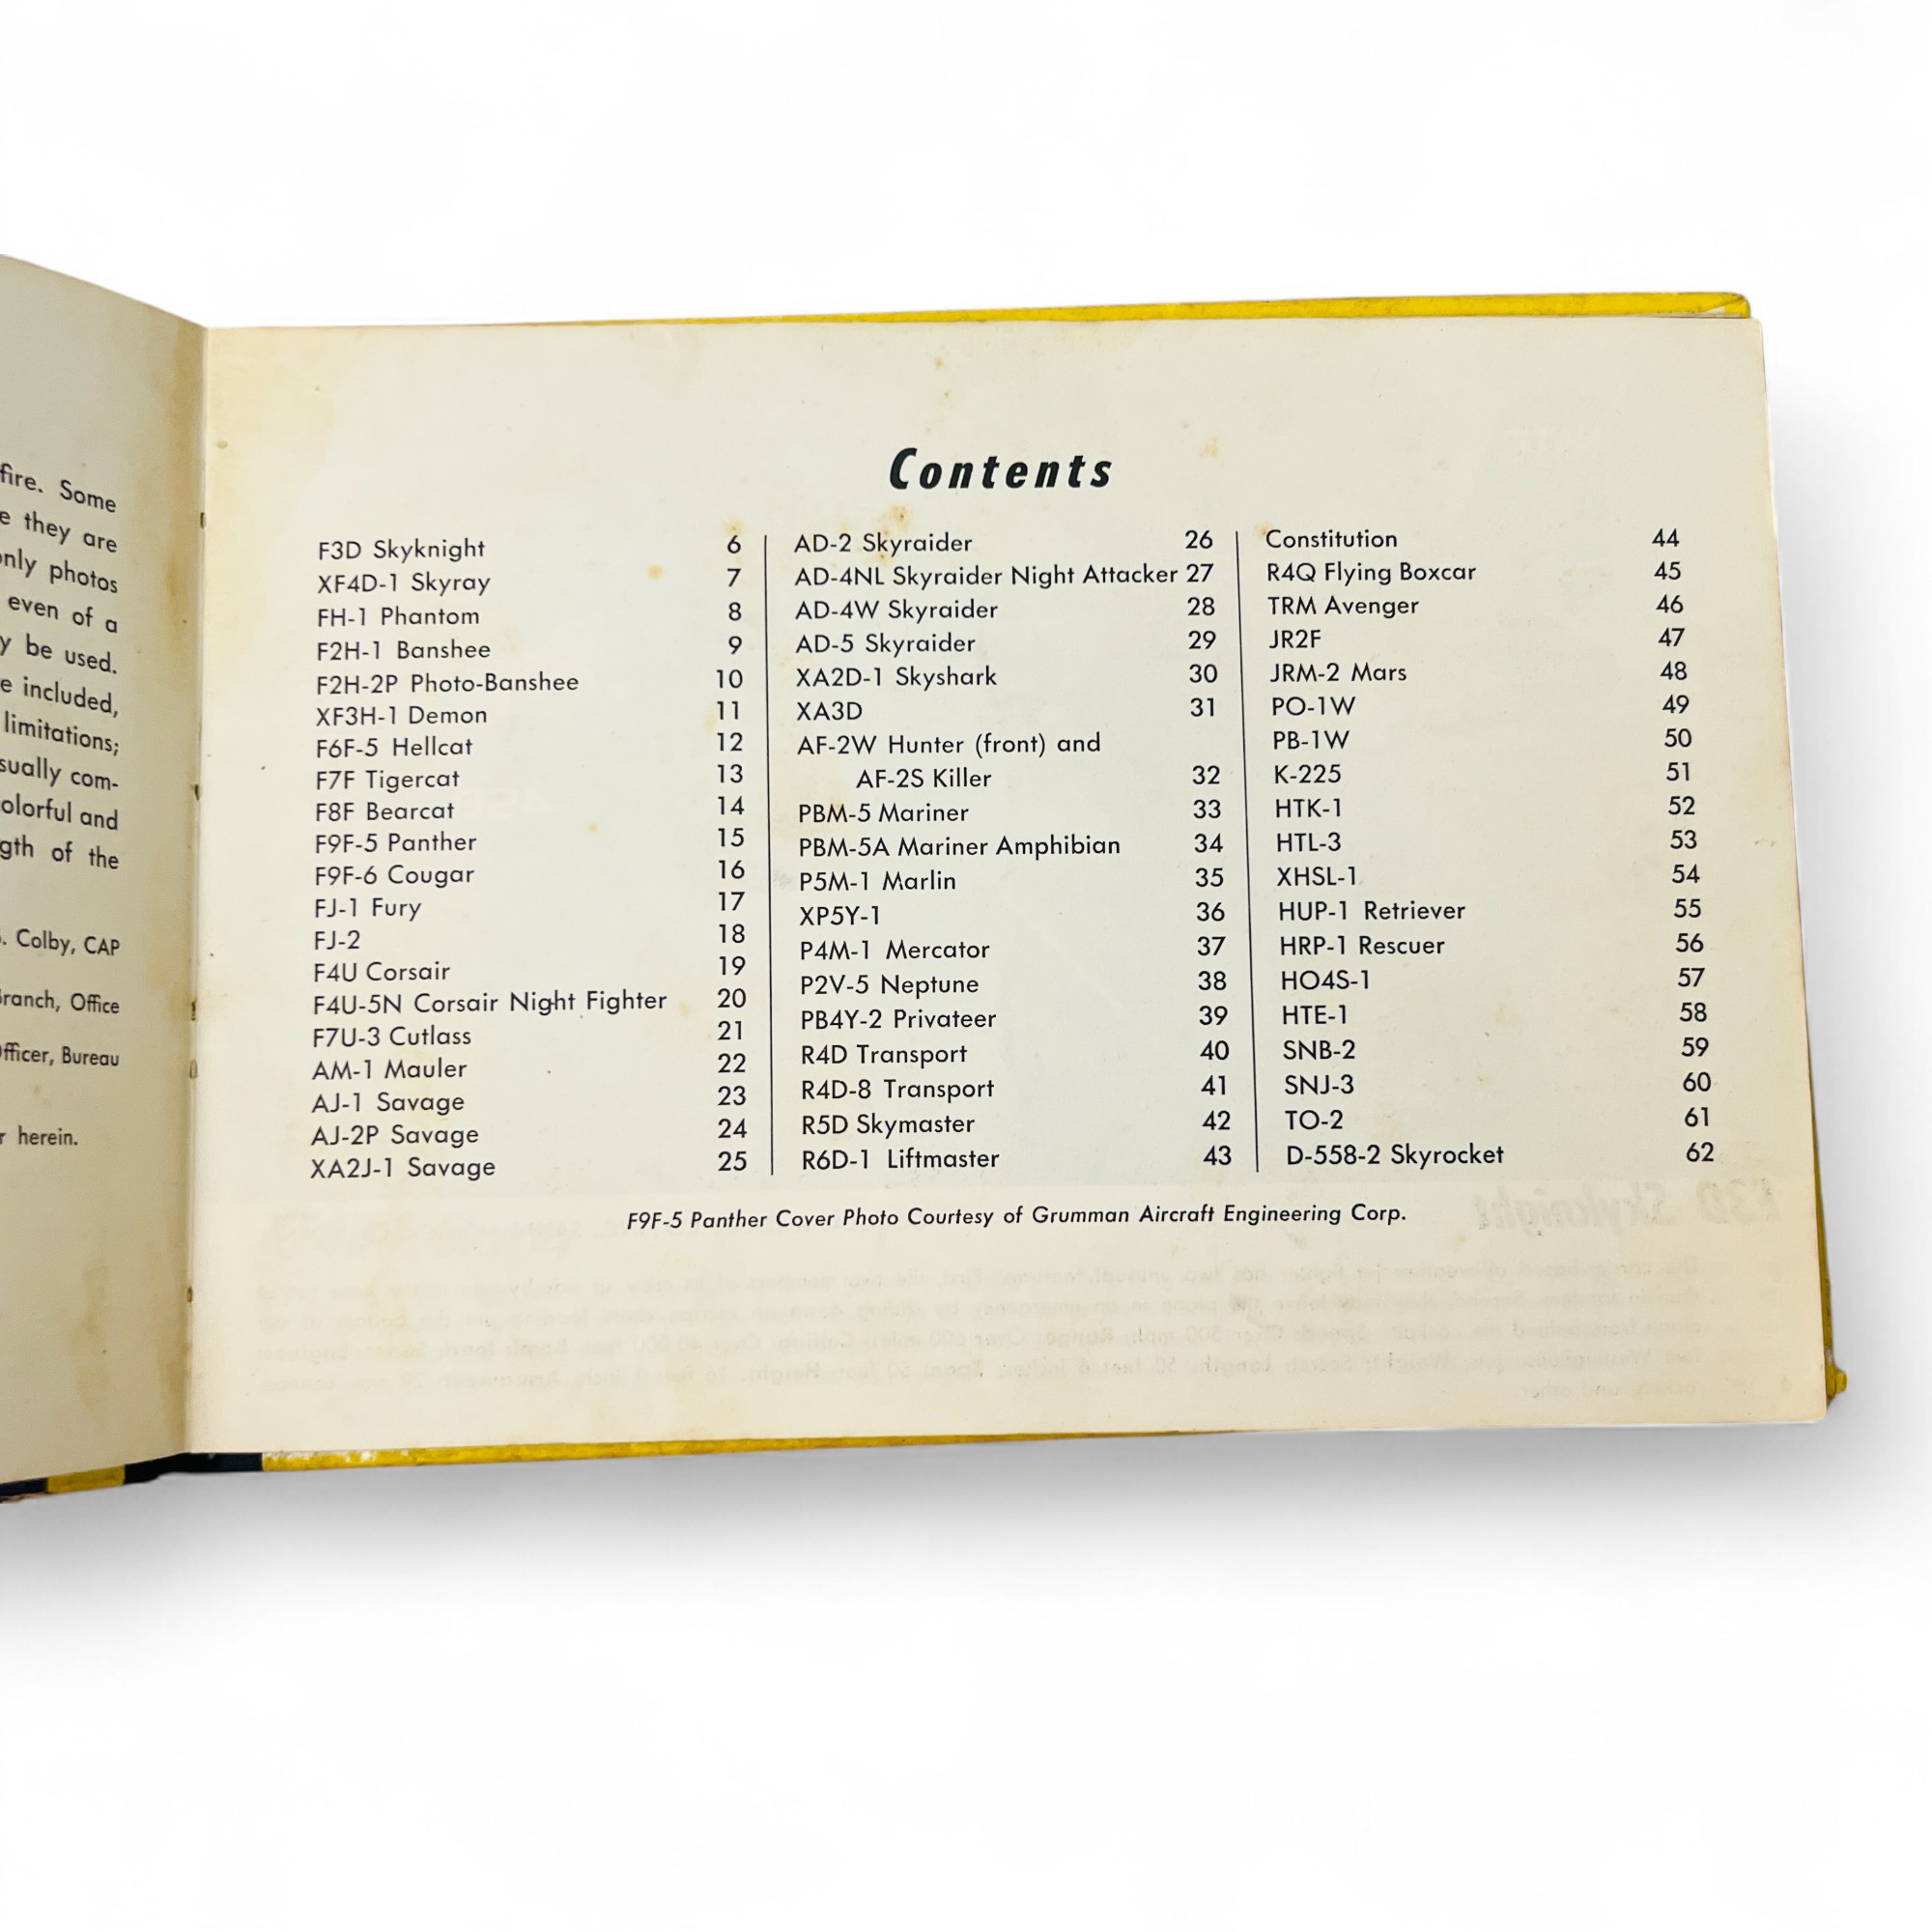 fire. Some
e they are
only photos
even of a
y be used.
e included,
limitations;
sually com-
olorful and
gth of the
. Colby, CAP
Branch, Office
Officer, Bureau
r herein.
Contents
F3D Skyknight 6
XF4D-1 Skyray 7
FH-1 Phantom 8
F2H-1 Banshee 9
F2H-2P Photo-Banshee 10
XF3H-1 Demon 11
F6F-5 Hellcat 12
F7F Tigercat 13
F8F Bearcat 14
F9F-5 Panther 15
F9F-6 Cougar 16
FJ-1 Fury 17
FJ-2 18
F4U Corsair 19
F4U-5N Corsair Night Fighter 20
F7U-3 Cutlass 21
AM-1 Mauler 22
AJ-1 Savage 23
AJ-2P Savage 24
XA2J-1 Savage 25
AD-2 Skyraider 26
AD-4NL Skyraider Night Attacker 27
AD-4W Skyraider 28
AD-5 Skyraider 29
XA2D-1 Skyshark 30
XA3D 31
AF-2W Hunter (front) and
AF-2S Killer 32
PBM-5 Mariner 33
PBM-5A Mariner Amphibian 34
P5M-1 Marlin 35
XP5Y-1 36
P4M-1 Mercator 37
P2V-5 Neptune 38
PB4Y-2 Privateer 39
R4D Transport 40
R4D-8 Transport 41
R5D Skymaster 42
R6D-1 Liftmaster 43
Constitution 44
R4Q Flying Boxcar 45
TRM Avenger 46
JR2F 47
JRM-2 Mars 48
PO-1W 49
PB-1W 50
K-225 51
HTK-1 52
HTL-3 53
XHSL-1 54
HUP-1 Retriever 55
HRP-1 Rescuer 56
HO4S-1 57
HTE-1 58
SNB-2 59
SNJ-3 60
TO-2 61
D-558-2 Skyrocket 62
F9F-5 Panther Cover Photo Courtesy of Grumman Aircraft Engineering Corp.
F3D Skyknight